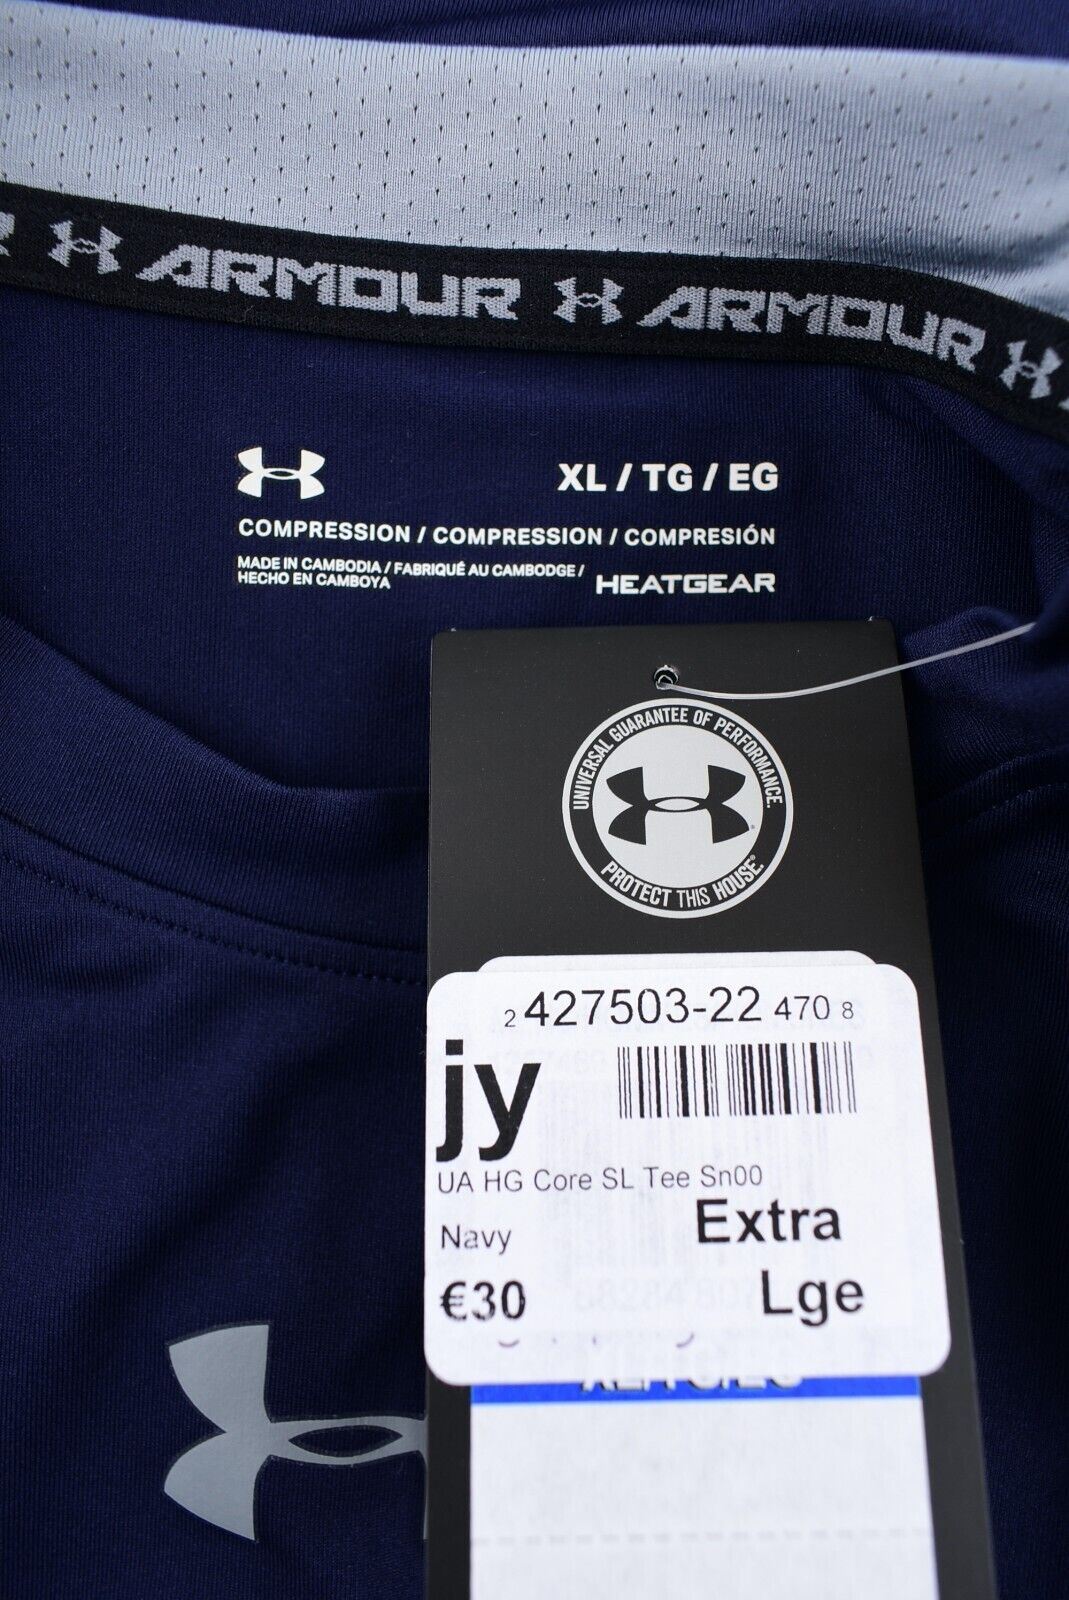 ARMOUR ARMOUR
XL / TG / EG
COMPRESSION / COMPRESSION / COMPRESIÓN
MADE IN CAMBODIA / FABRIQUÉ AU CAMBODGE /
HECHO EN CAMBOYA
HEATGEAR
UNIVERSAL GUARANTEE OF PERFORMANCE.
PROTECT THIS HOUSE.®
2 427503-22 470 8
jy
UA HG Core SL Tee Sn00
Navy
Extra
Lge
€30